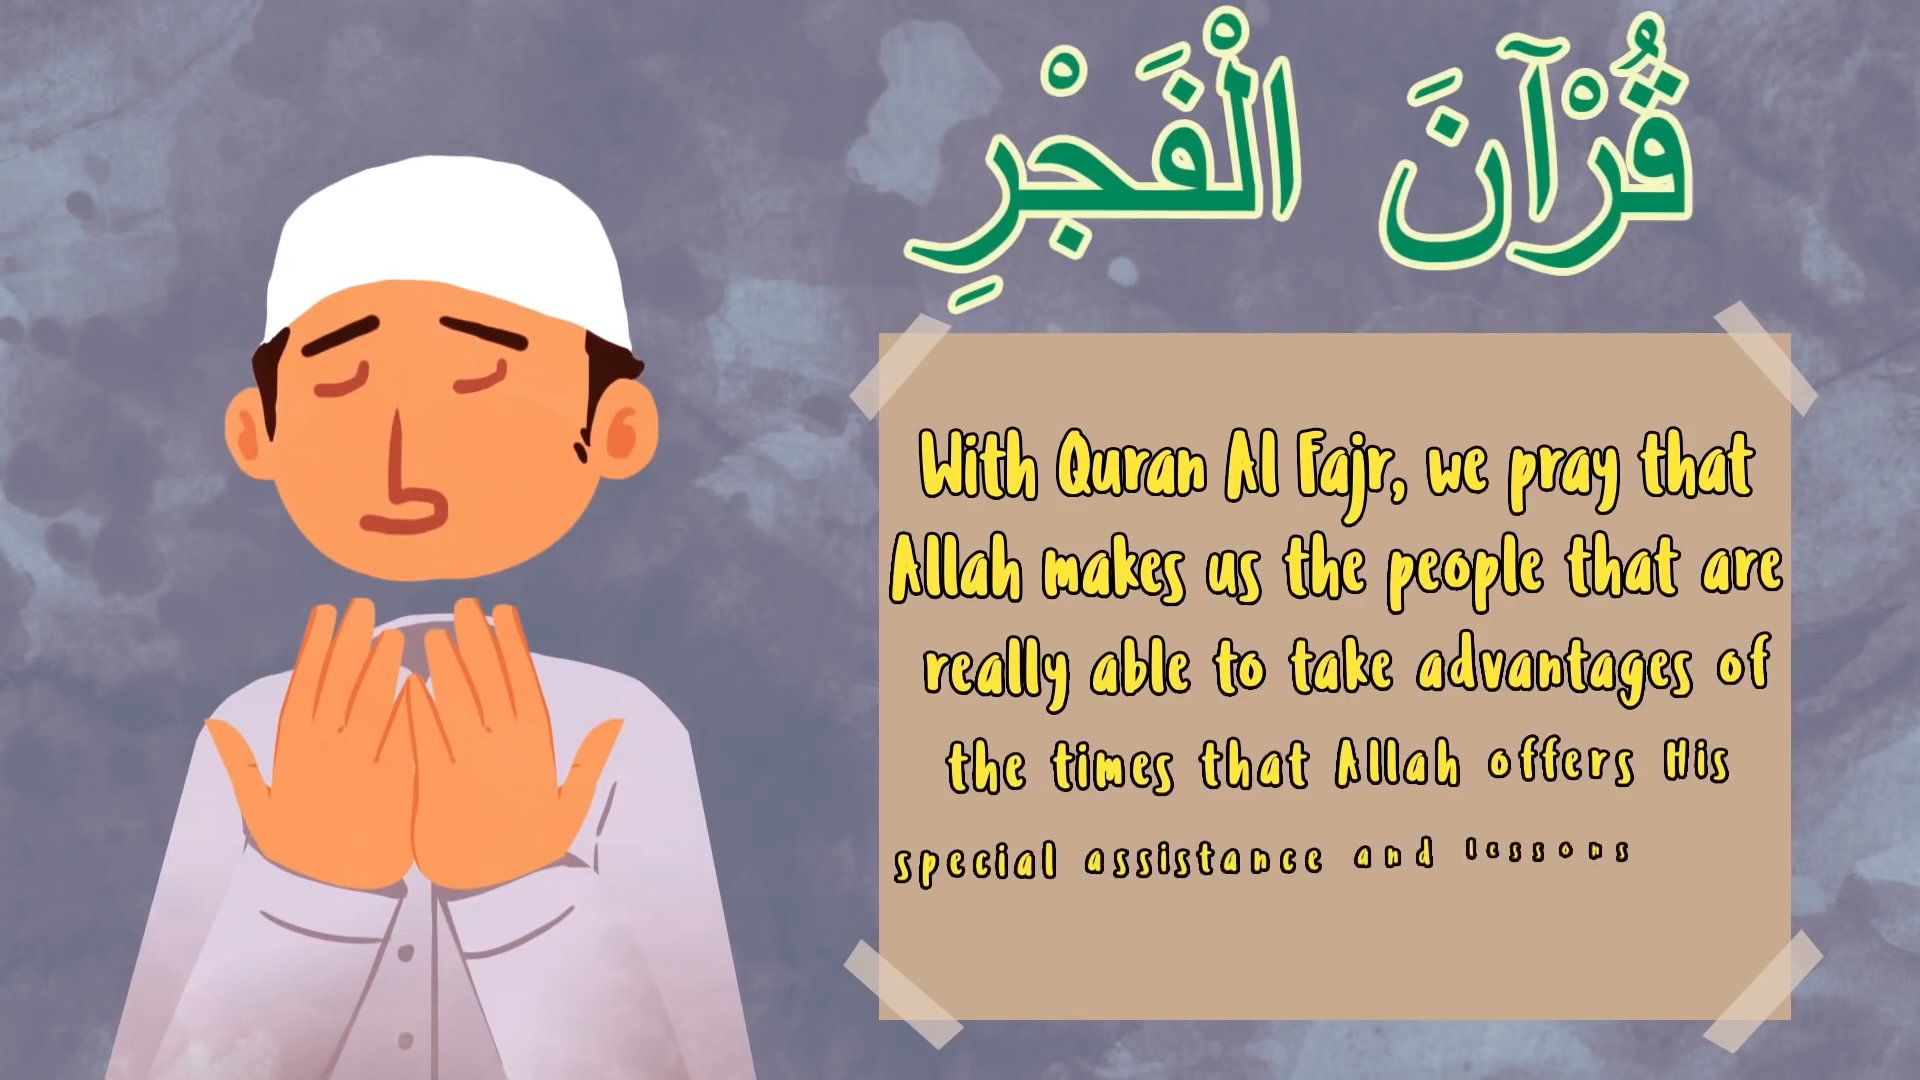 قُرْآنَ الْفَجْرِ
With Quran Al Fajr, we pray that
Allah makes us the people that are
really able to take advantages of
the times that Allah offers His
special assistance and lessons